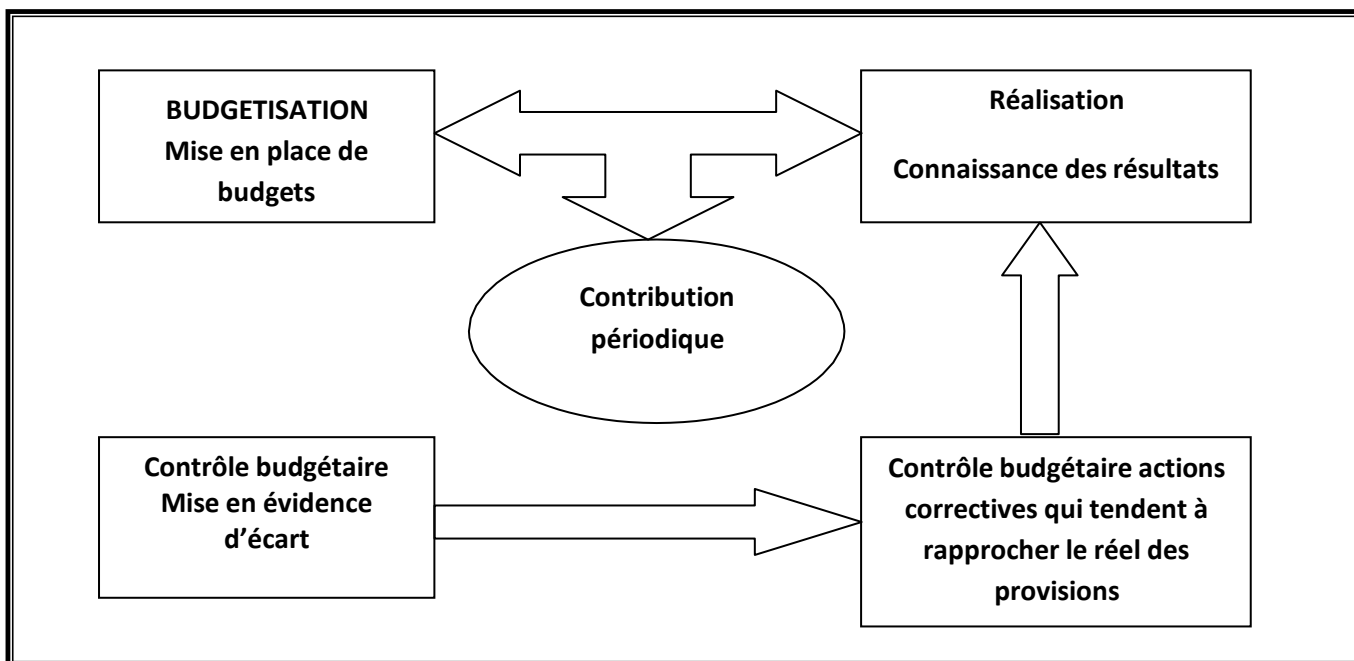 BUDGETISATION
Mise en place de
budgets
Réalisation
Connaissance des résultats
Contribution
périodique
Contrôle budgétaire
Mise en évidence
d’écart
Contrôle budgétaire actions
correctives qui tendent à
rapprocher le réel des
provisions